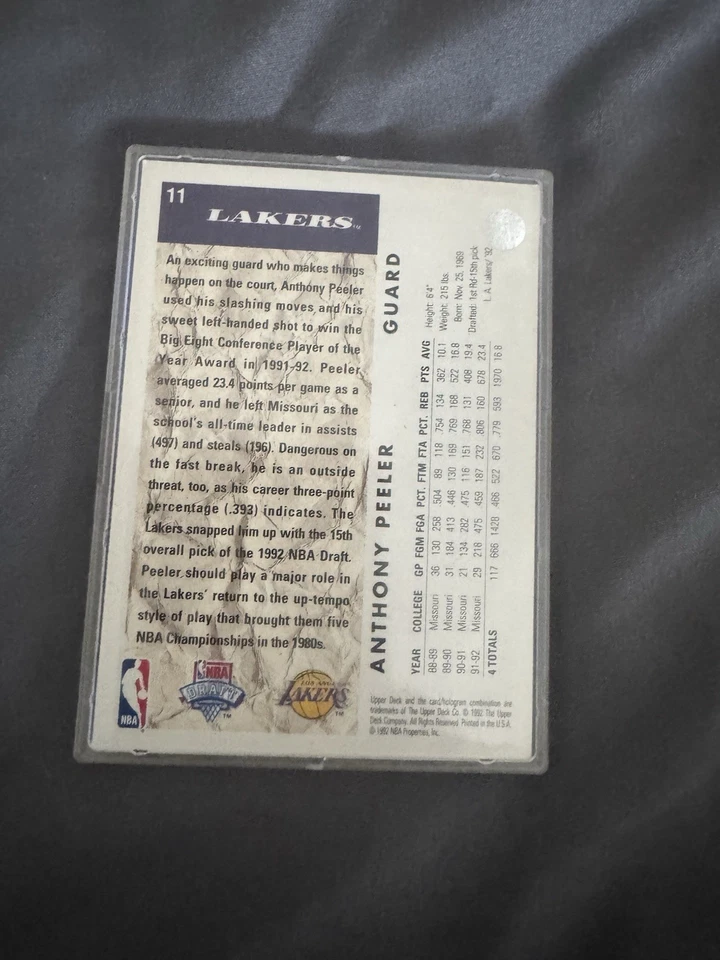 11
LAKERS
An exciting guard who makes things
happen on the court, Anthony Peeler
used his slashing moves and his
sweet left-handed shot to win the
Big Eight Conference Player of the
Year Award in 1991-92. Peeler
averaged 23.4 points per game as a
senior, and he left Missouri as the
school's all-time leader in assists
(497) and steals (196). Dangerous on
the fast break, he is an outside
threat, too, as his career three-point
percentage (.393) indicates. The
Lakers snapped him up with the 15th
overall pick of the 1992 NBA Draft.
Peeler should play a major role in
the Lakers' return to the up-tempo
style of play that brought them five
NBA Championships in the 1980s.
NBA
NBA
DRAFT
TM
LOS ANGELES
LAKERS
TM
ANTHONY PEELER GUARD
Height: 6'4"
Weight: 215 lbs.
Born: Nov. 25, 1969
Drafted: 1st Rd-15th pick
L.A. Lakers/ '92
YEAR COLLEGE GP FGM FGA PCT. FTM FTA PCT. REB PTS AVG
88-89 Missouri 36 130 258 .504 89 118 .754 134 362 10.1
89-90 Missouri 31 184 413 .446 130 169 .769 168 522 16.8
90-91 Missouri 21 134 282 .475 116 151 .768 131 408 19.4
91-92 Missouri 29 218 475 .459 187 232 .806 160 678 23.4
4 TOTALS 117 666 1428 .466 522 670 .779 593 1970 16.8
Upper Deck and the card/hologram combination are
trademarks of The Upper Deck Co. © 1992 The Upper
Deck Company. All Rights Reserved. Printed in the U.S.A.
© 1992 NBA Properties, Inc.